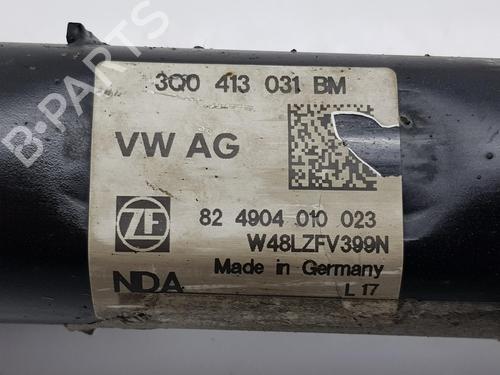 3Q0 413 031 BM
VW AG
ZF
82 4904 010 023
W48LZFV399N
NDA
Made in Germany
L 17
B-PARTS